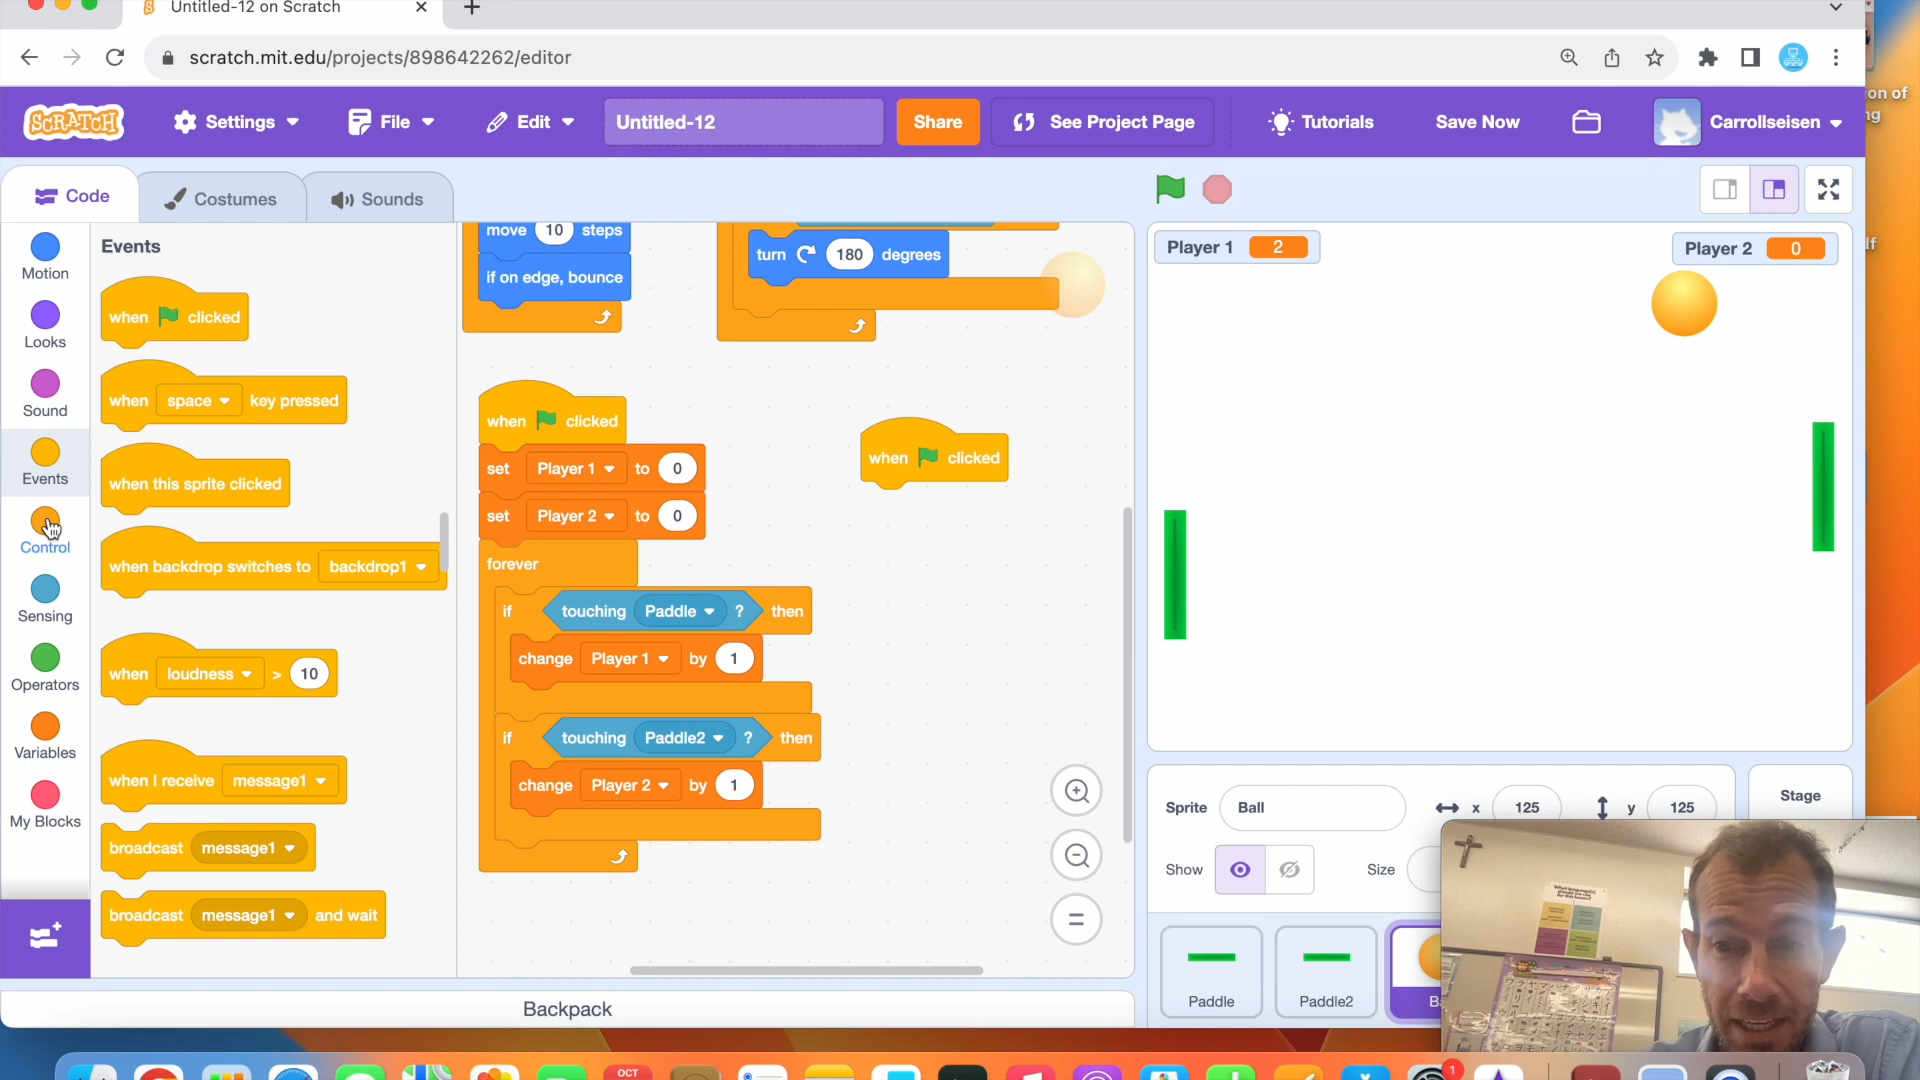 Untitled-12 on Scratch
scratch.mit.edu/projects/898642262/editor
SCRATCH
Settings
File
Edit
Untitled-12
Share
See Project Page
Tutorials
Save Now
Carrollseisen
Code
Costumes
Sounds
Motion
Looks
Sound
Events
Control
Sensing
Operators
Variables
My Blocks
Events
when clicked
when space key pressed
when this sprite clicked
when backdrop switches to backdrop1
when loudness > 10
when I receive message1
broadcast message1
broadcast message1 and wait
move 10 steps
if on edge, bounce
turn 180 degrees
when clicked
set Player 1 to 0
set Player 2 to 0
forever
if touching Paddle ? then
change Player 1 by 1
if touching Paddle2 ? then
change Player 2 by 1
when clicked
Player 1 2
Player 2 0
Sprite Ball x 125 y 125
Show Size
Stage
Paddle
Paddle2
Backpack
OCT
1
on of